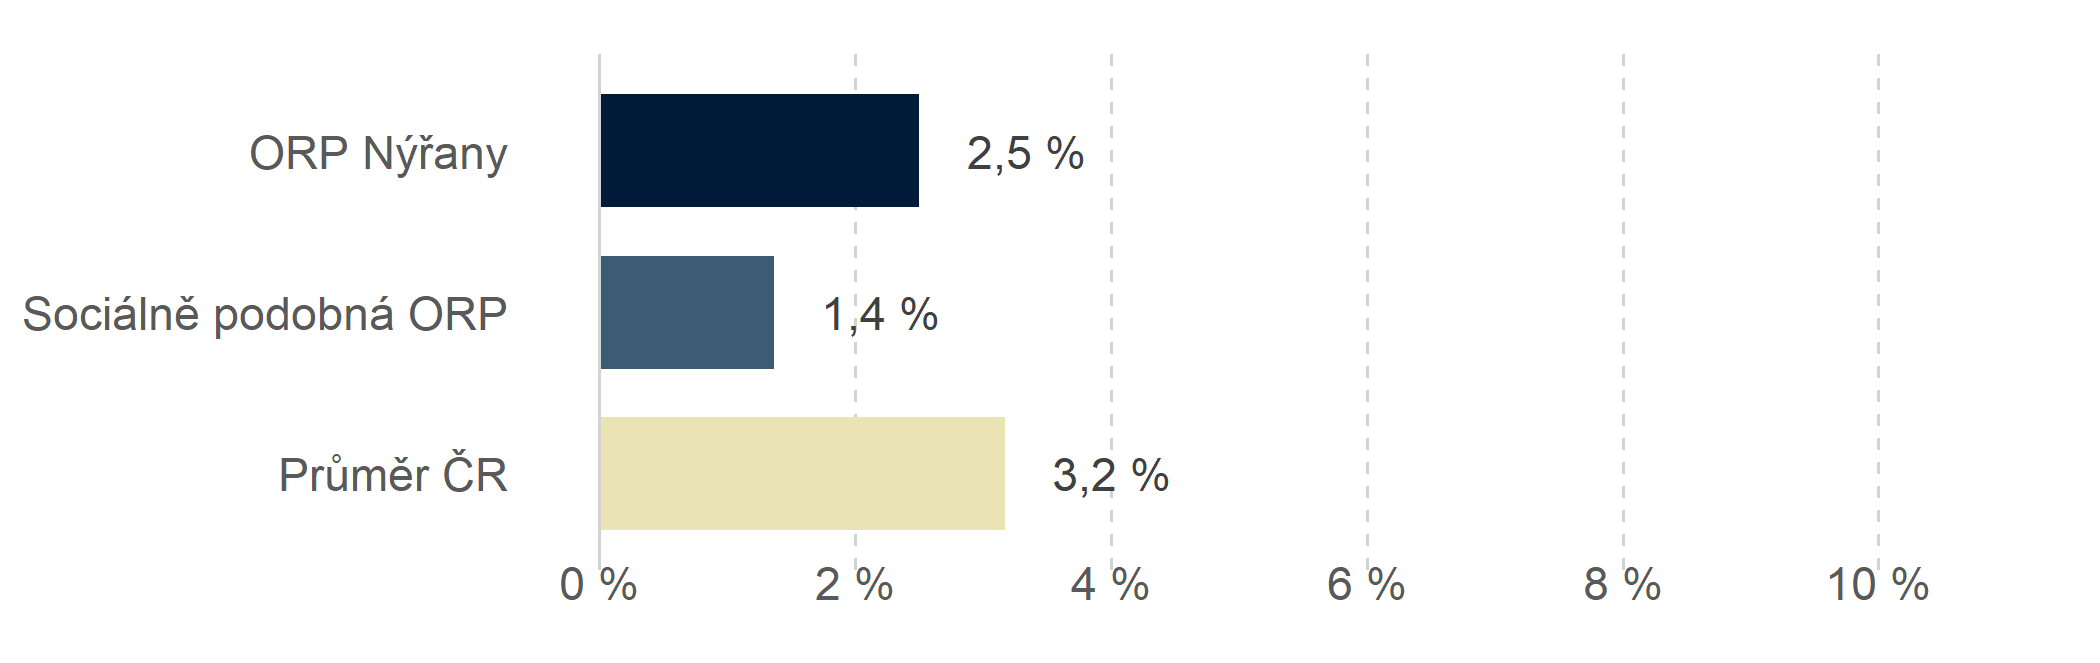 ORP Nýřany
2,5 %
Sociálně podobná ORP
1,4 %
Průměr ČR
3,2 %
0 % 2 % 4 % 6 % 8 % 10 %